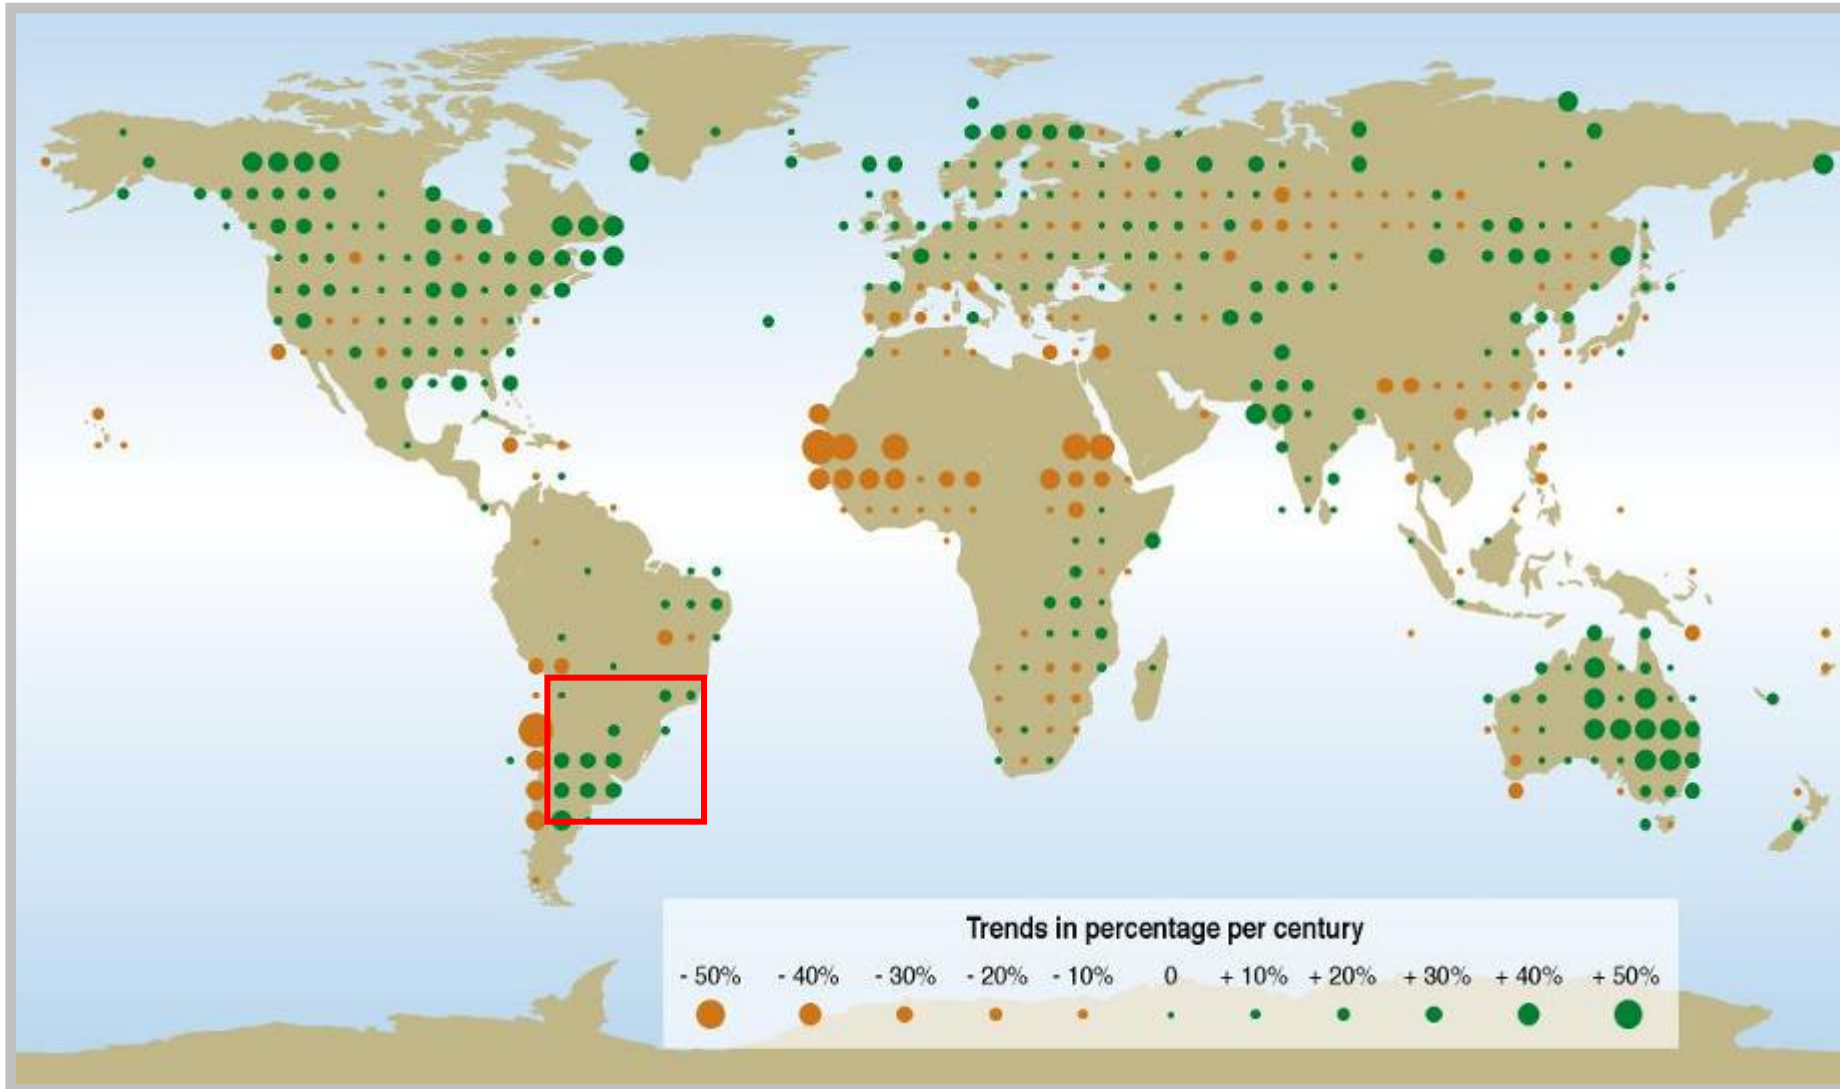 Trends in percentage per century
- 50% - 40% - 30% - 20% - 10% 0 + 10% + 20% + 30% + 40% + 50%